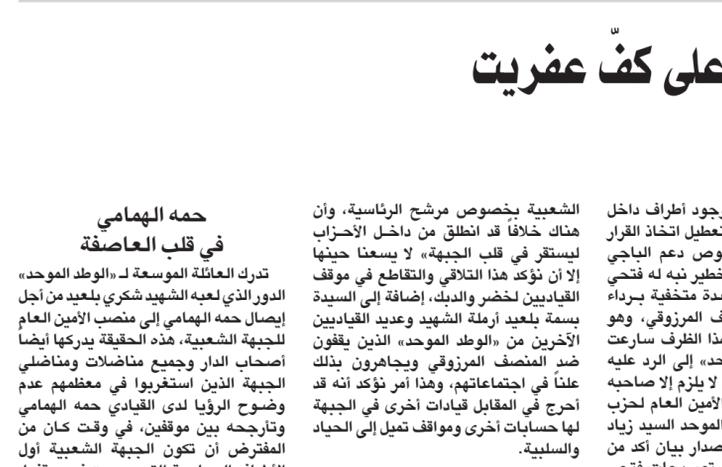 على كفّ عفريت
وجود أطراف داخل
تعطيل اتخاذ القرار
وص دعم الباجي
خطير نبه له فتحي
دة متخفية برداء
ف المرزوقي، وهو
هذا الظرف سارعت
حد» إلى الرد عليه
لا يلزم إلا صاحبه
الأمين العام لحزب
الموحد السيد زياد
صدار بيان أكد من
الشعبية بخصوص مرشح الرئاسية، وأن
هناك خلافاً قد انطلق من داخل الأحزاب
ليستقر في قلب الجبهة» لا يسعنا حينها
إلا أن نؤكد هذا التلاقي والتقاطع في موقف
القياديين لخضر والدبك، إضافة إلى السيدة
بسمة بلعيد أرملة الشهيد وعديد القياديين
الآخرين من «الوطد الموحد» الذين يقفون
ضد المنصف المرزوقي ويجاهرون بذلك
علناً في اجتماعاتهم، وهذا أمر نؤكد أنه قد
أحرج في المقابل قيادات أخرى في الجبهة
لها حسابات أخرى ومواقف تميل إلى الحياد
والسلبية.
حمه الهمامي
في قلب العاصفة
تدرك العائلة الموسعة لـ «الوطد الموحد»
الدور الذي لعبه الشهيد شكري بلعيد من أجل
إيصال حمه الهمامي إلى منصب الأمين العام
للجبهة الشعبية، هذه الحقيقة يدركها أيضاً
أصحاب الدار وجميع مناضلات ومناضلي
الجبهة الذين استغربوا في معظمهم عدم
وضوح الرؤيا لدى القيادي حمه الهمامي
وتأرجحه بين موقفين، في وقت كان من
المفترض أن تكون الجبهة الشعبية أول